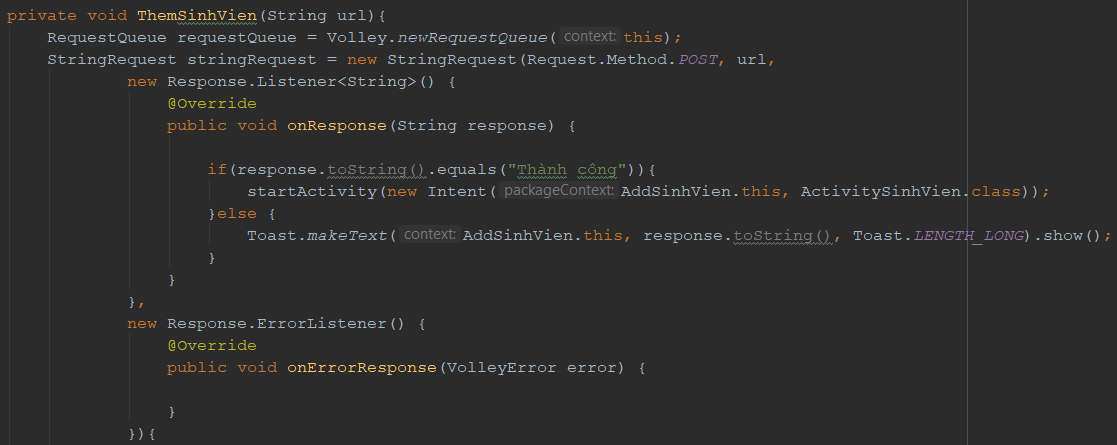 private void ThemSinhVien(String url){
RequestQueue requestQueue = Volley.newRequestQueue( context: this);
StringRequest stringRequest = new StringRequest(Request.Method.POST, url,
new Response.Listener<String>() {
@Override
public void onResponse(String response) {
if(response.toString().equals("Thành công")){
startActivity(new Intent( packageContext: AddSinhVien.this, ActivitySinhVien.class));
}else {
Toast.makeText( context: AddSinhVien.this, response.toString(), Toast.LENGTH_LONG).show();
}
}
},
new Response.ErrorListener() {
@Override
public void onErrorResponse(VolleyError error) {
}
}){